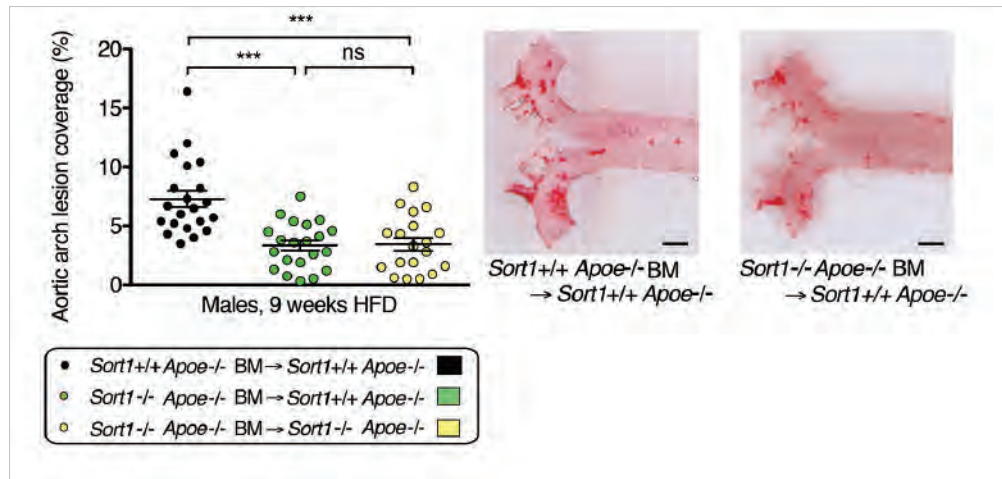 ***
***
ns
Aortic arch lesion coverage (%)
20
15
10
5
0
Males, 9 weeks HFD
Sort1+/+ Apoe-/- BM
→ Sort1+/+ Apoe-/-
Sort1-/- Apoe-/- BM
→ Sort1+/+ Apoe-/-
Sort1+/+ Apoe-/- BM → Sort1+/+ Apoe-/-
Sort1-/- Apoe-/- BM → Sort1+/+ Apoe-/-
Sort1-/- Apoe-/- BM → Sort1-/- Apoe-/-